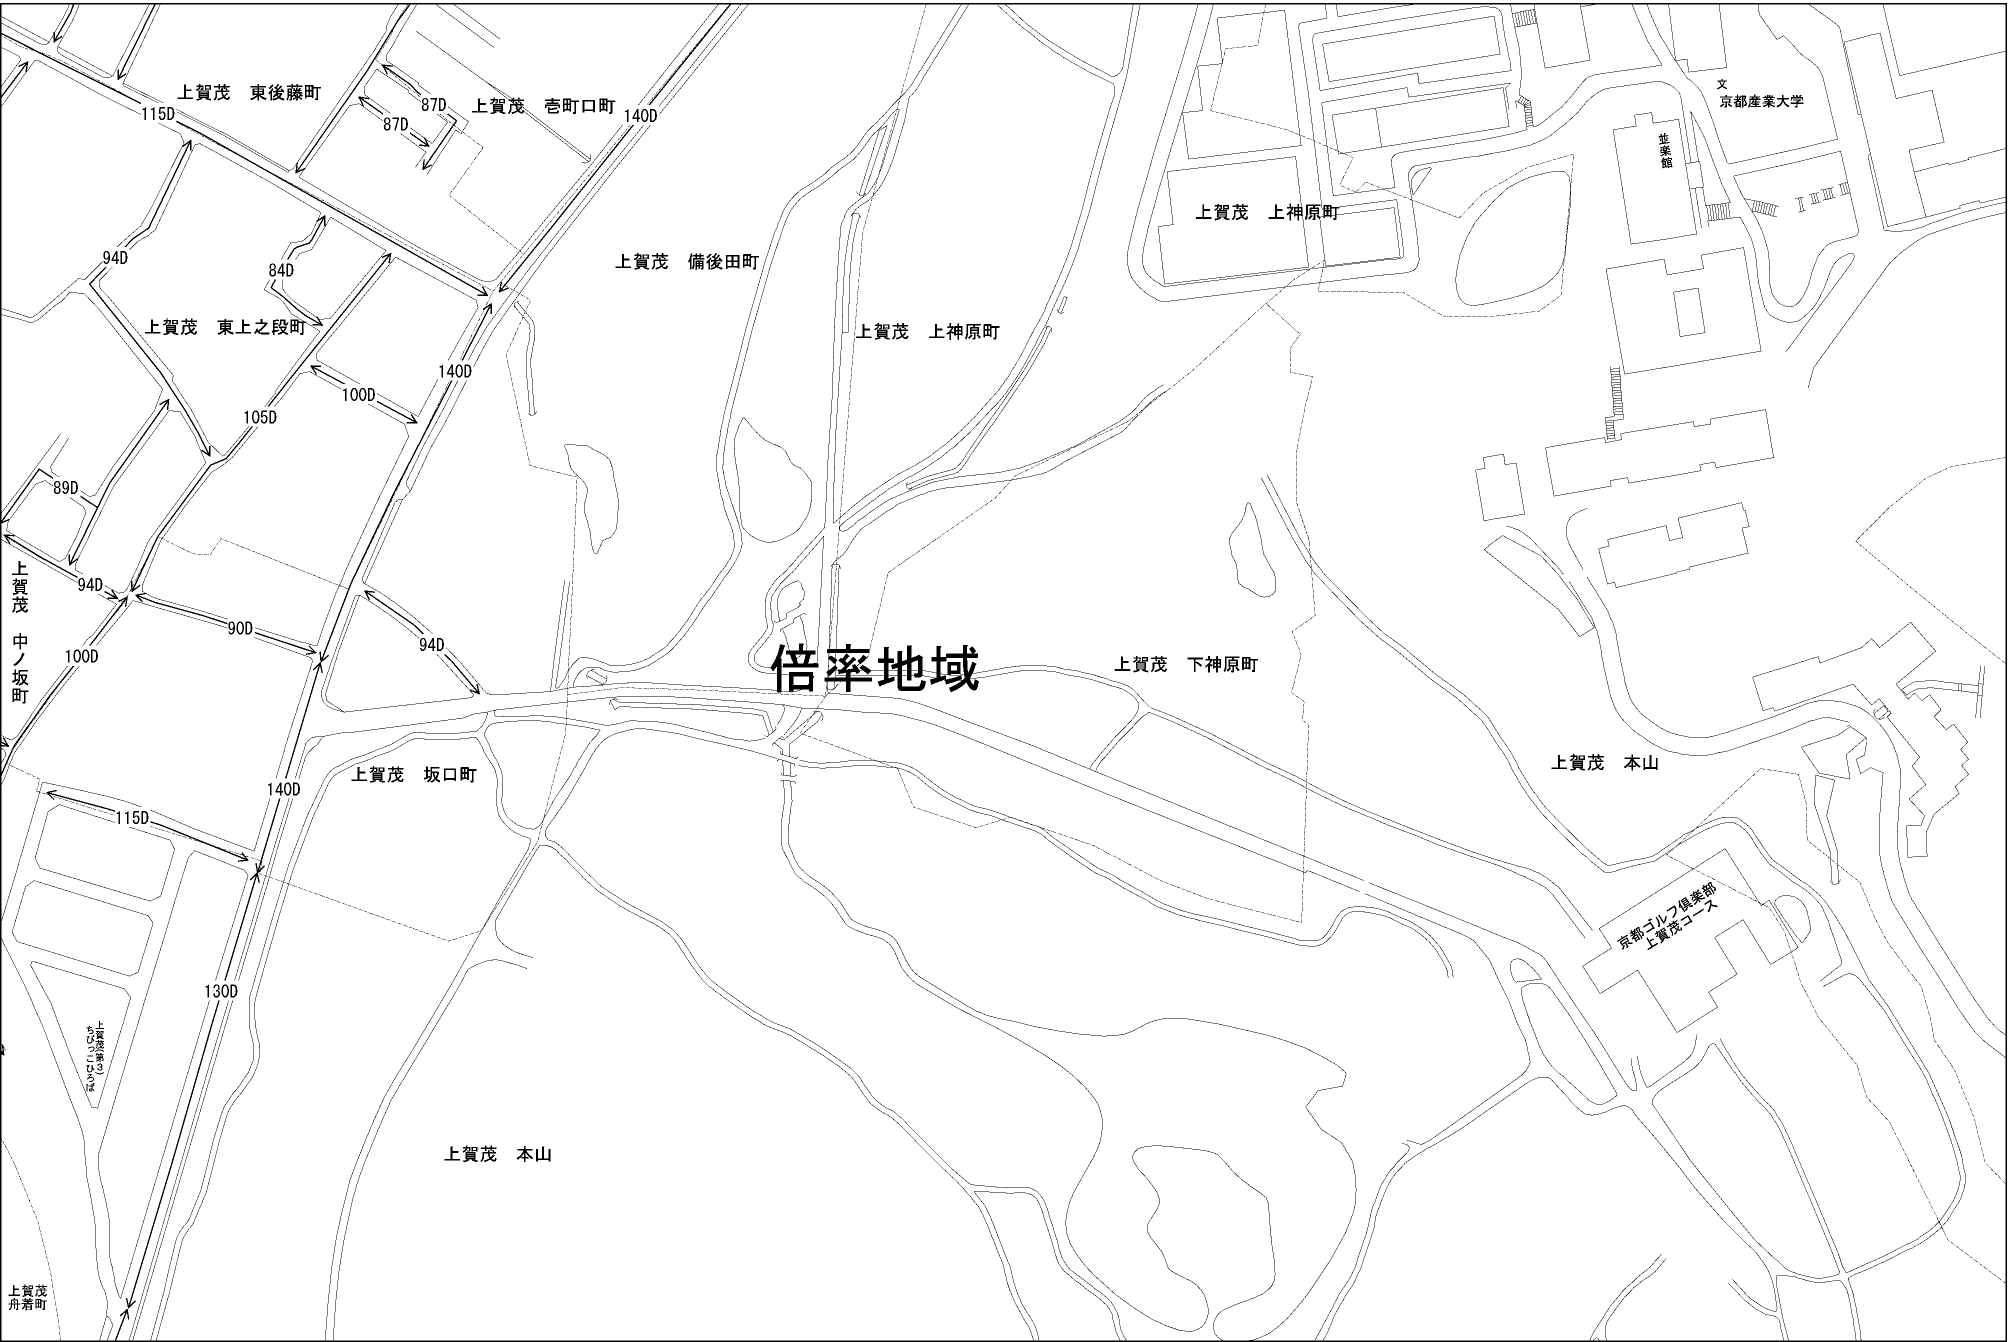 文
京都産業大学
上賀茂　東後藤町
上賀茂　壱町口町
115D
87D
87D
140D
並楽館
上賀茂　上神原町
94D
84D
上賀茂　備後田町
上賀茂　東上之段町
上賀茂　上神原町
140D
100D
105D
89D
94D
上賀茂　中ノ坂町
100D
90D
94D
倍率地域
上賀茂　下神原町
上賀茂　坂口町
上賀茂　本山
140D
115D
京都ゴルフ倶楽部
上賀茂コース
130D
上賀茂(第3)
ちびっこひろば
上賀茂　本山
上賀茂
舟着町